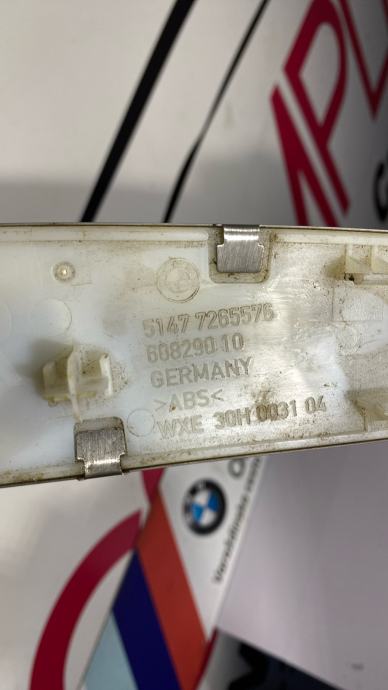 5147 7265576
608290 10
GERMANY
>ABS<
WXE 30H 0031 04